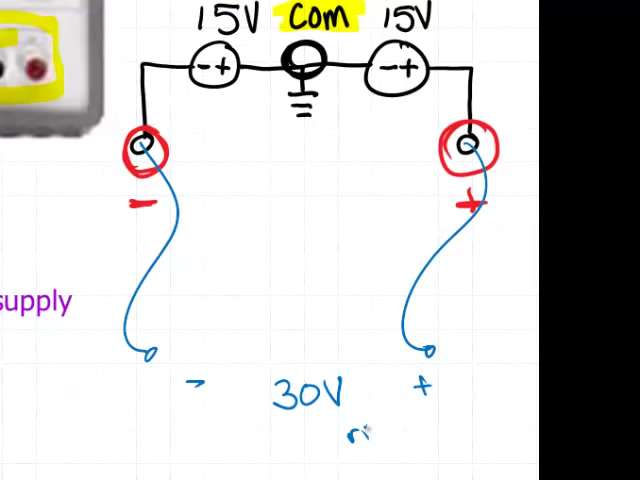 15V com 15V
- + - +
- +
supply
- 30V +